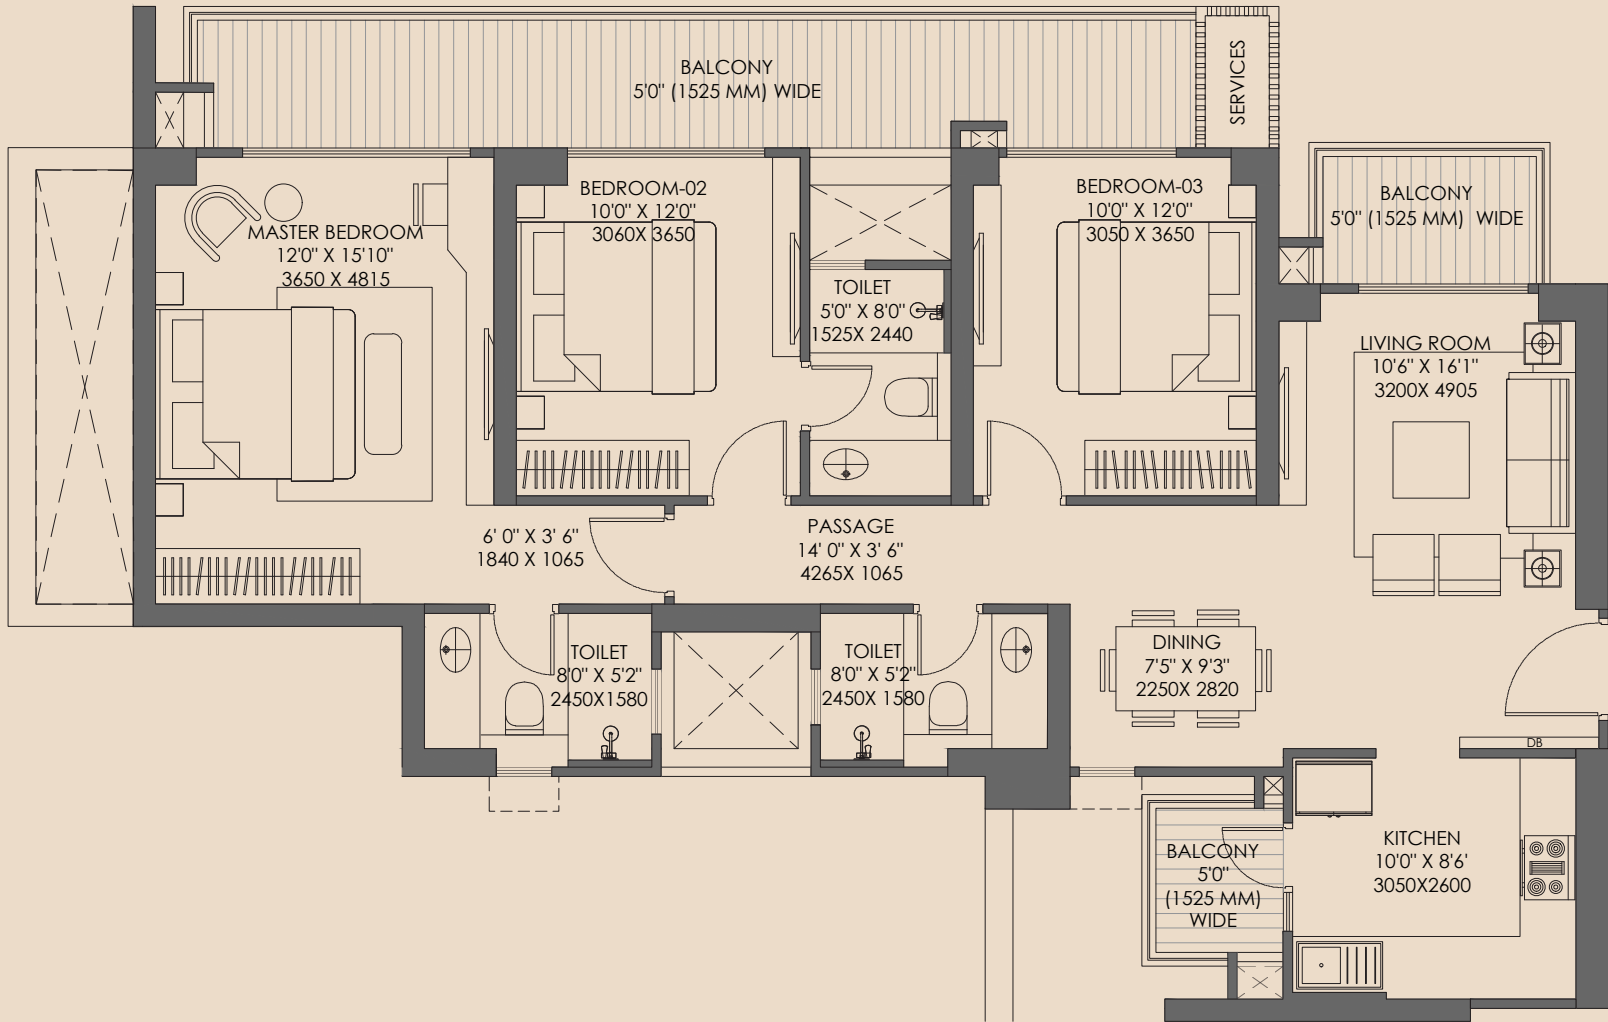 BALCONY
5'0" (1525 MM) WIDE
SERVICES
BALCONY
5'0" (1525 MM) WIDE
MASTER BEDROOM
12'0" X 15'10"
3650 X 4815
BEDROOM-02
10'0" X 12'0"
3060X 3650
TOILET
5'0" X 8'0"
1525X 2440
BEDROOM-03
10'0" X 12'0"
3050 X 3650
LIVING ROOM
10'6" X 16'1"
3200X 4905
6' 0" X 3' 6"
1840 X 1065
PASSAGE
14' 0" X 3' 6"
4265X 1065
TOILET
8'0" X 5'2"
2450X1580
TOILET
8'0" X 5'2"
2450X 1580
DINING
7'5" X 9'3"
2250X 2820
DB
BALCONY
5'0"
(1525 MM)
WIDE
KITCHEN
10'0" X 8'6'
3050X2600